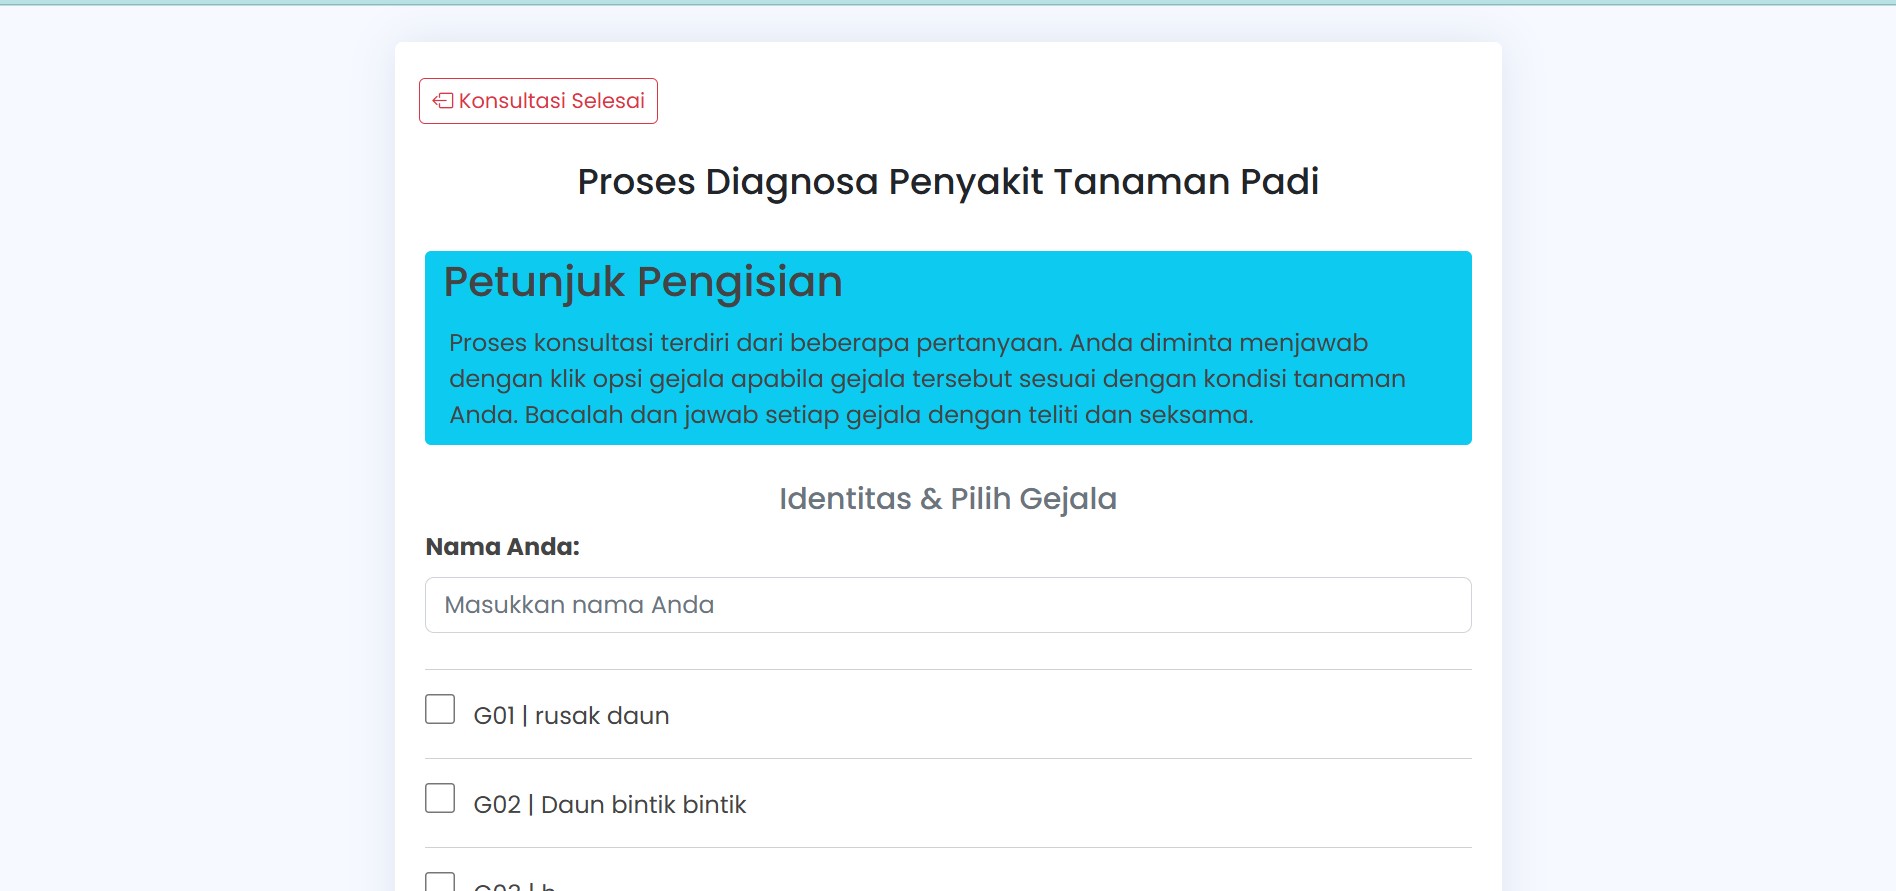 Konsultasi Selesai
Proses Diagnosa Penyakit Tanaman Padi
Petunjuk Pengisian
Proses konsultasi terdiri dari beberapa pertanyaan. Anda diminta menjawab
dengan klik opsi gejala apabila gejala tersebut sesuai dengan kondisi tanaman
Anda. Bacalah dan jawab setiap gejala dengan teliti dan seksama.
Identitas & Pilih Gejala
Nama Anda:
Masukkan nama Anda
G01 | rusak daun
G02 | Daun bintik bintik